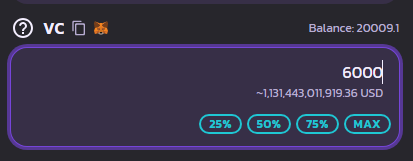 VC Balance: 20009.1
6000
~1,131,443,011,919.36 USD
25% 50% 75% MAX